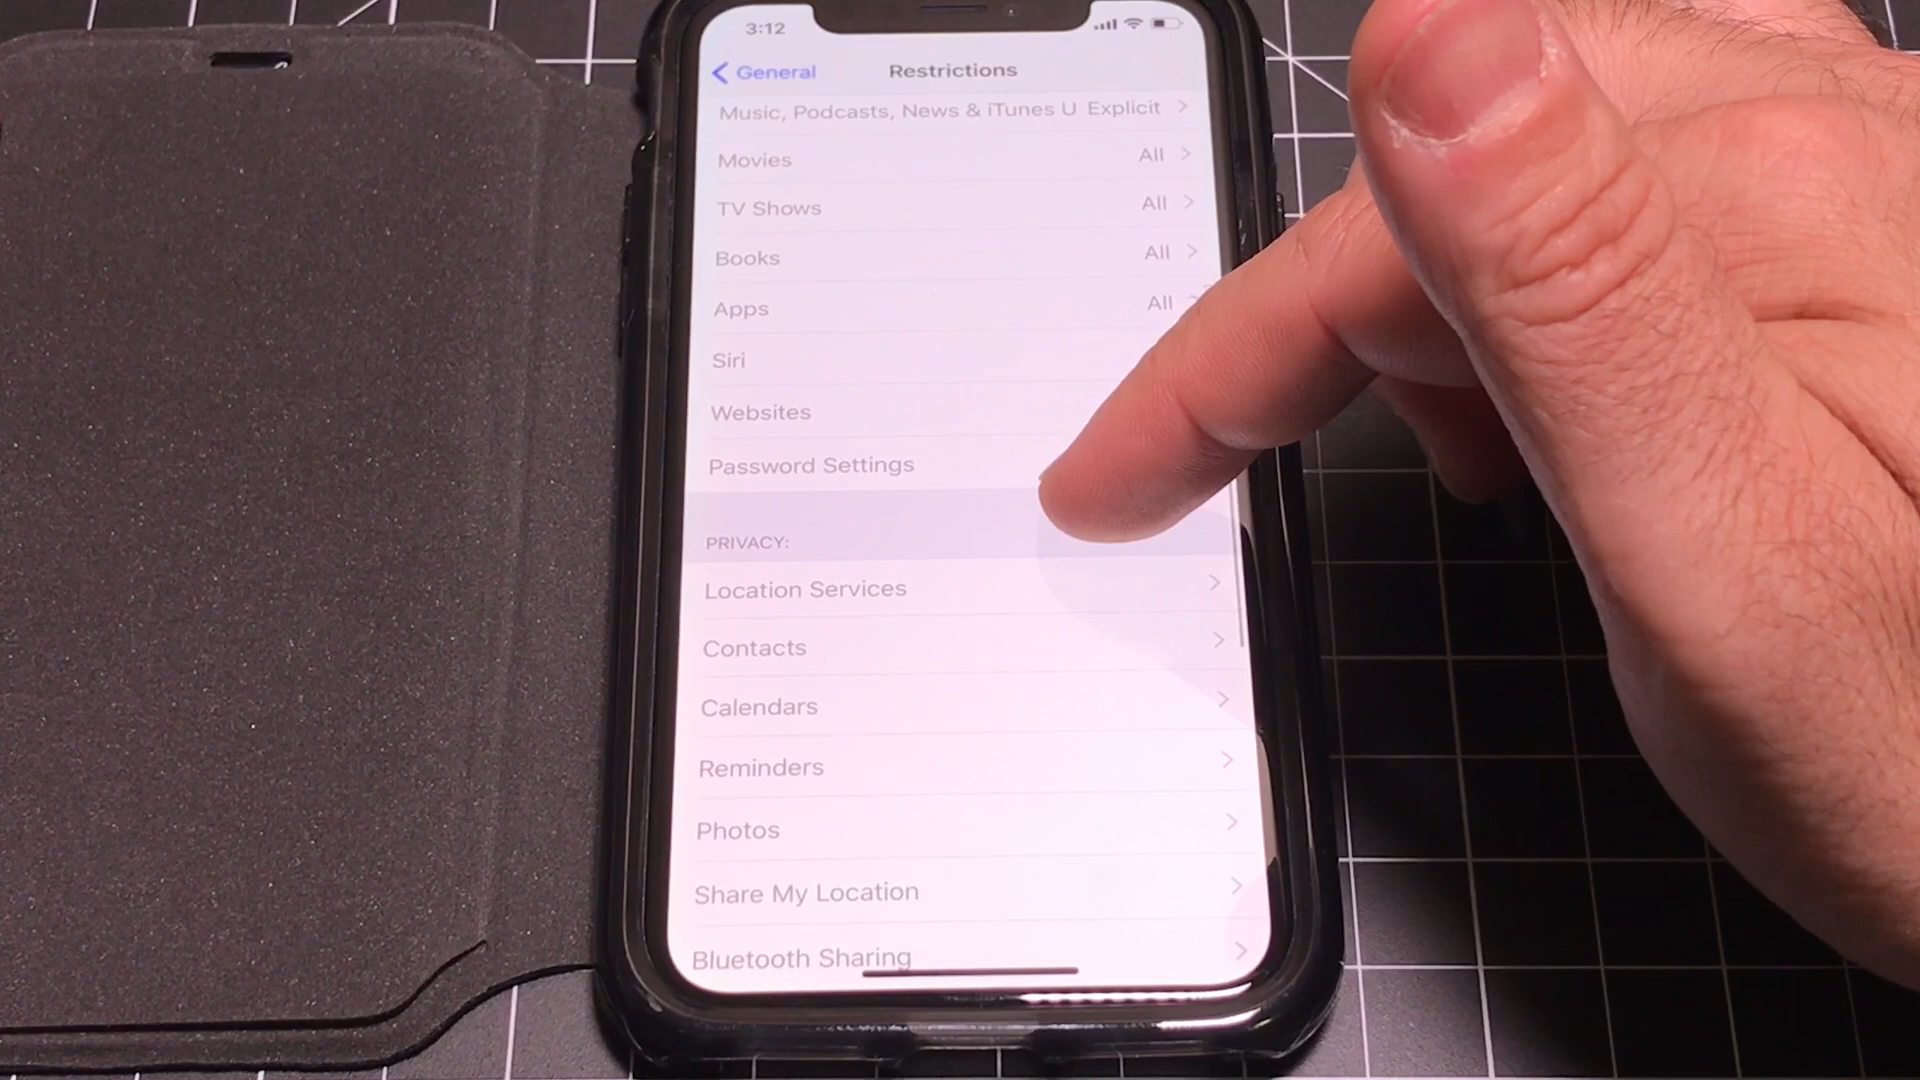 3:12
General
Restrictions
Music, Podcasts, News & iTunes U Explicit
Movies All
TV Shows All
Books All
Apps All
Siri
Websites
Password Settings
PRIVACY:
Location Services
Contacts
Calendars
Reminders
Photos
Share My Location
Bluetooth Sharing